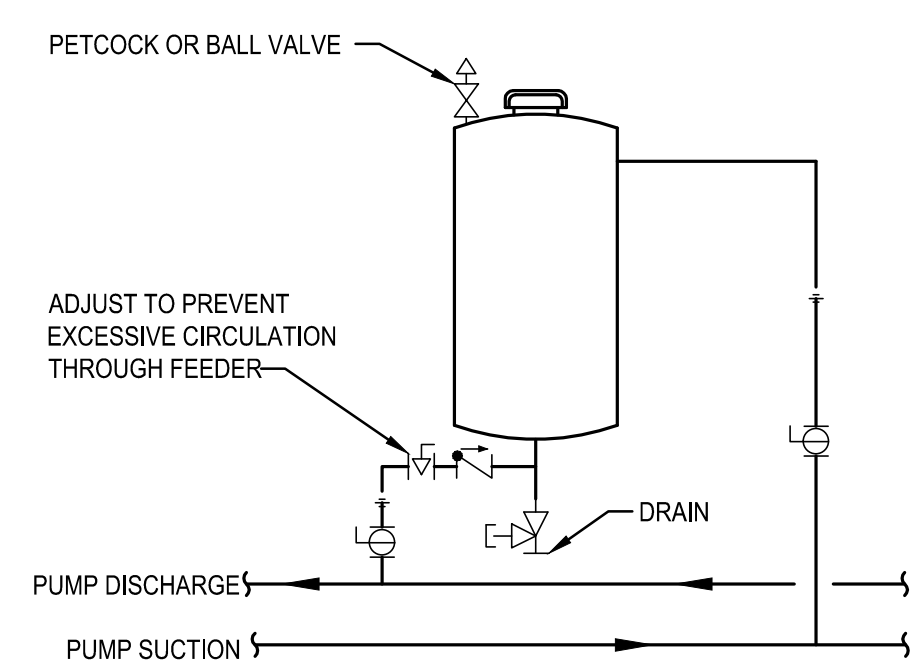 PETCOCK OR BALL VALVE
ADJUST TO PREVENT
EXCESSIVE CIRCULATION
THROUGH FEEDER
DRAIN
PUMP DISCHARGE
PUMP SUCTION